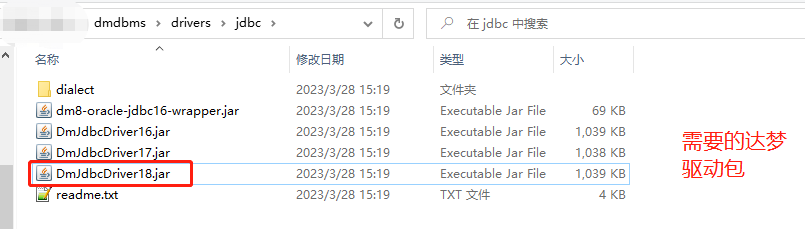 dmdbms > drivers > jdbc >
在 jdbc 中搜索
名称 修改日期 类型 大小
dialect 2023/3/28 15:19 文件夹
dm8-oracle-jdbc16-wrapper.jar 2023/3/28 15:19 Executable Jar File 69 KB
DmJdbcDriver16.jar 2023/3/28 15:19 Executable Jar File 1,039 KB
DmJdbcDriver17.jar 2023/3/28 15:19 Executable Jar File 1,038 KB
DmJdbcDriver18.jar 2023/3/28 15:19 Executable Jar File 1,039 KB
readme.txt 2023/3/28 15:19 TXT 文件 4 KB
需要的达梦
驱动包